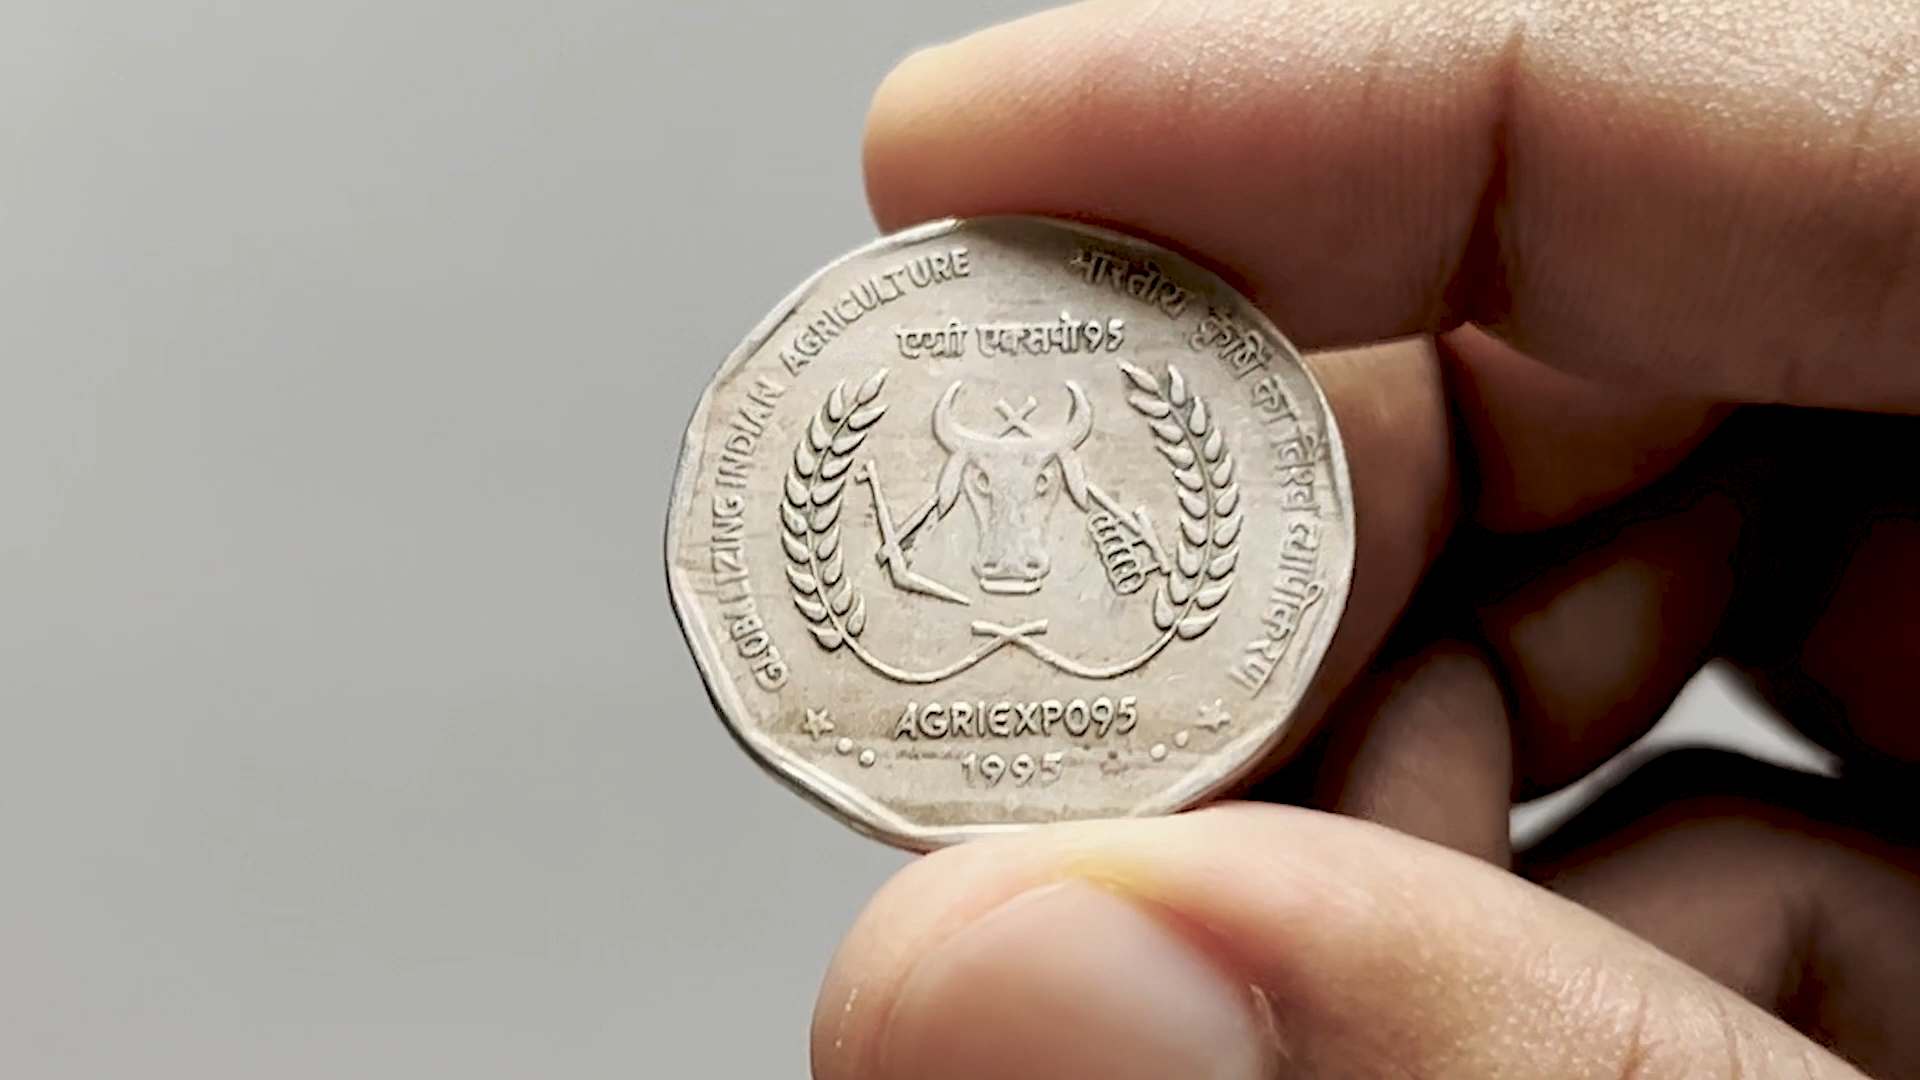 GLOBALIZING INDIAN AGRICULTURE
भारतीय कृषि का विश्व व्यापीकरण
एग्री एक्सपो95
AGRIEXPO95
1995